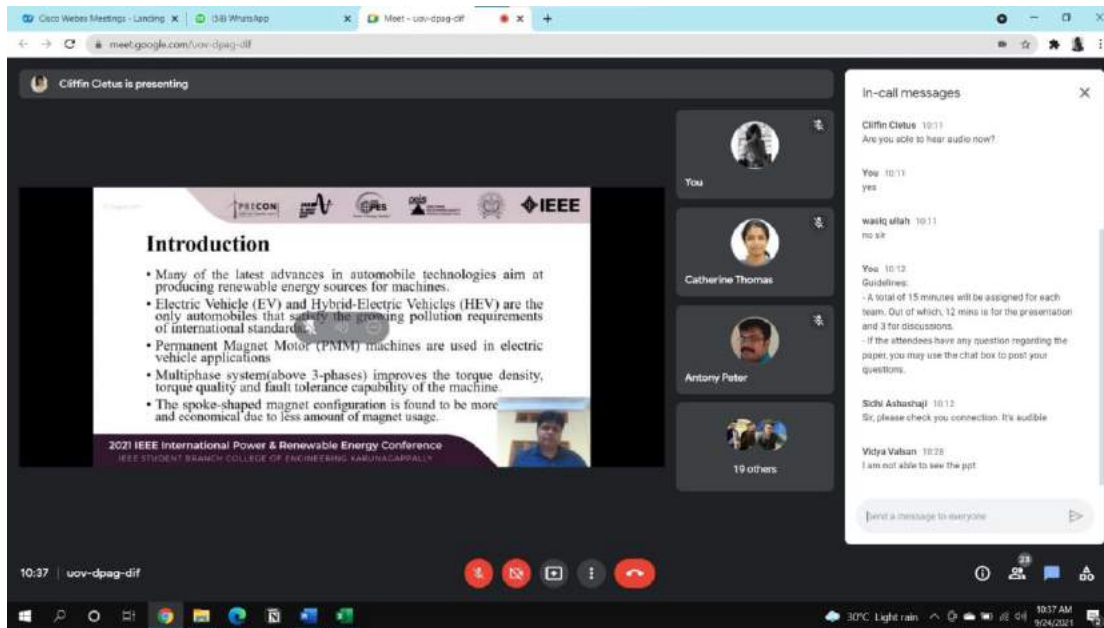 Cisco Webex Meetings - Landing
(58) WhatsApp
Meet - uov-dpag-dif
meet.google.com/uov-dpag-dif
Cliffin Cletus is presenting
PRECON
PES
IEEE
Introduction
• Many of the latest advances in automobile technologies aim at
producing renewable energy sources for machines.
• Electric Vehicle (EV) and Hybrid-Electric Vehicles (HEV) are the
only automobiles that satisfy the growing pollution requirements
of international standards
• Permanent Magnet Motor (PMM) machines are used in electric
vehicle applications
• Multiphase system(above 3-phases) improves the torque density,
torque quality and fault tolerance capability of the machine.
• The spoke-shaped magnet configuration is found to be more
and economical due to less amount of magnet usage.
2021 IEEE International Power & Renewable Energy Conference
IEEE STUDENT BRANCH COLLEGE OF ENGINEERING KARUNAGAPPALLY
You
Catherine Thomas
Antony Peter
19 others
In-call messages
Cliffin Cletus 10:11
Are you able to hear audio now?
You 10:11
yes
wasiq ullah 10:11
no sir
You 10:12
Guidelines:
- A total of 15 minutes will be assigned for each
team. Out of which, 12 mins is for the presentation
and 3 for discussions.
- If the attendees have any question regarding the
paper, you may use the chat box to post your
questions.
Sidhi Ashashaji 10:12
Sir, please check you connection. It's audible
Vidya Valsan 10:28
I am not able to see the ppt
Send a message to everyone
10:37 | uov-dpag-dif
23
30°C Light rain
10:37 AM
9/24/2021